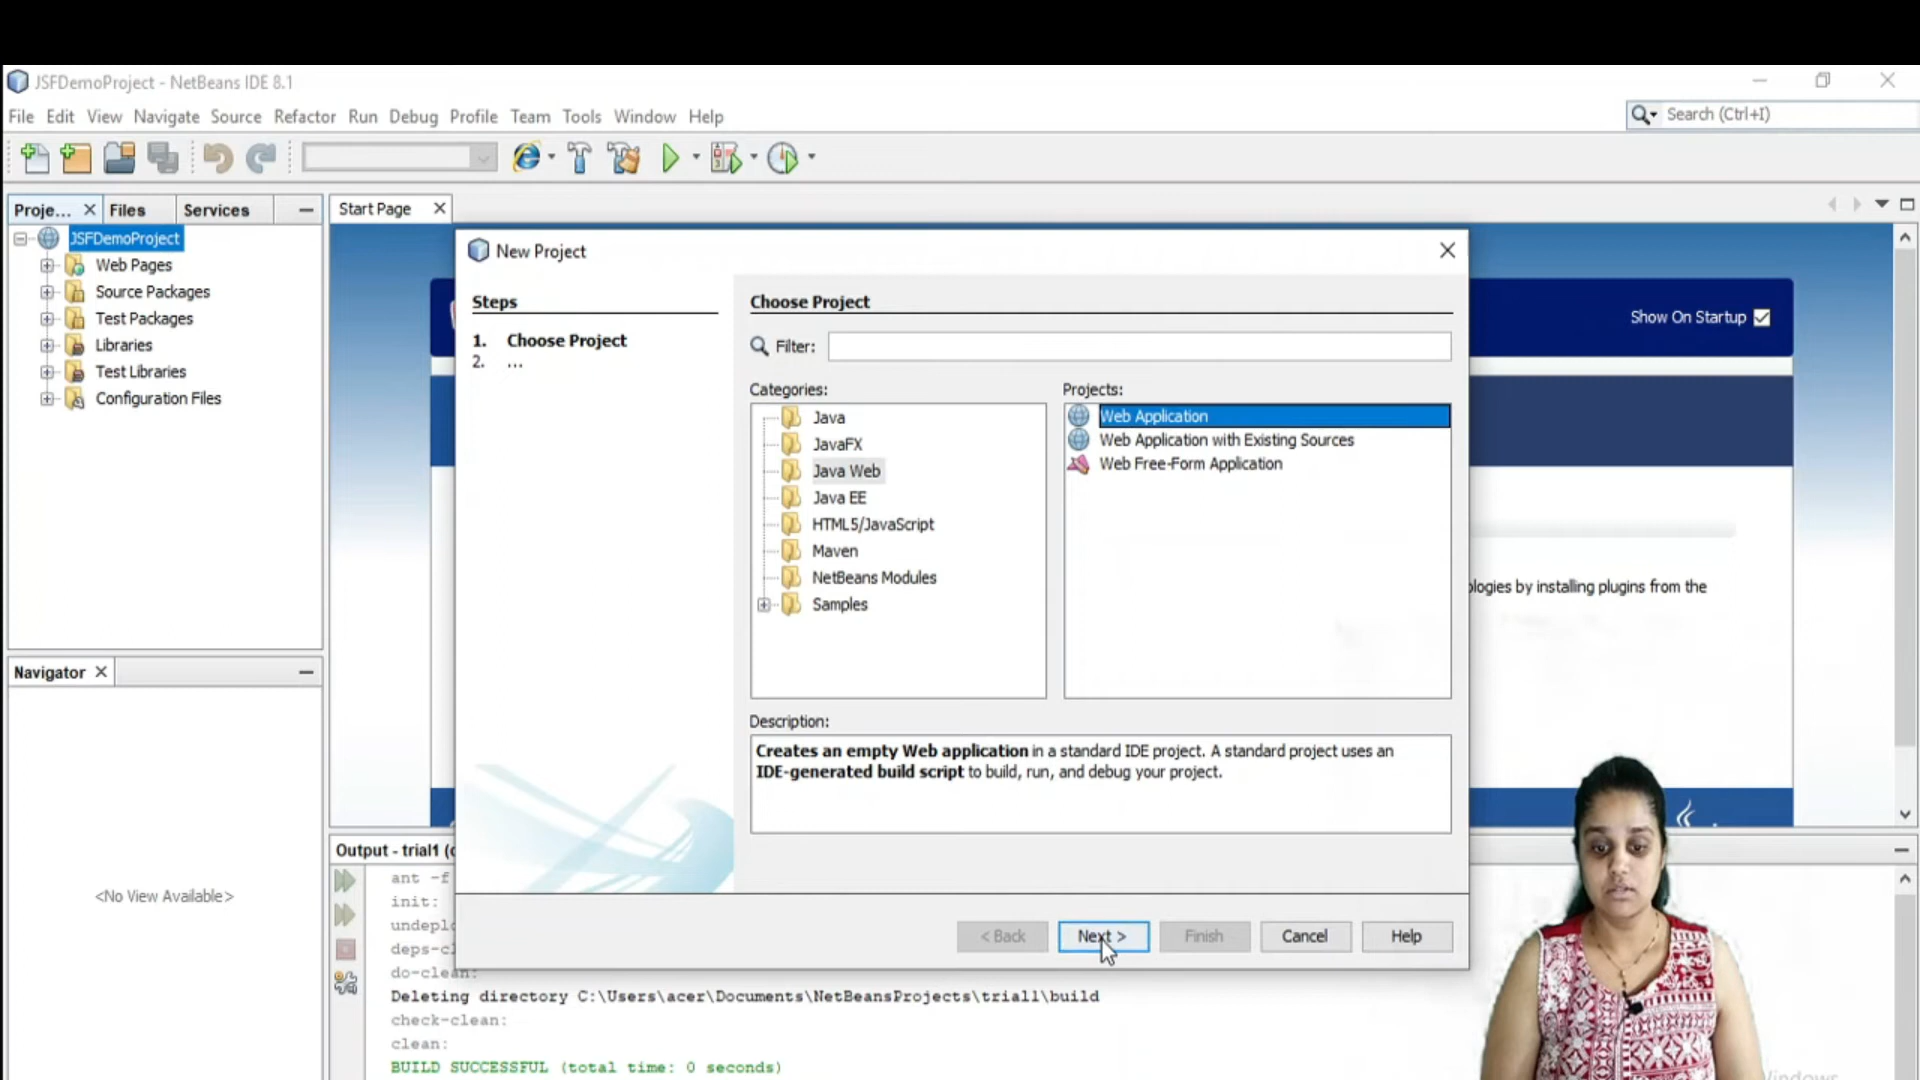 JSFDemoProject - NetBeans IDE 8.1
File Edit View Navigate Source Refactor Run Debug Profile Team Tools Window Help
Search (Ctrl+I)
Proje... Files Services
Start Page
JSFDemoProject
Web Pages
Source Packages
Test Packages
Libraries
Test Libraries
Configuration Files
Show On Startup
New Project
Steps
1. Choose Project
2. ...
Choose Project
Filter:
Categories:
Java
JavaFX
Java Web
Java EE
HTML5/JavaScript
Maven
NetBeans Modules
Samples
Projects:
Web Application
Web Application with Existing Sources
Web Free-Form Application
ologies by installing plugins from the
Description:
Creates an empty Web application in a standard IDE project. A standard project uses an
IDE-generated build script to build, run, and debug your project.
< Back Next > Finish Cancel Help
Navigator
<No View Available>
Output - trial1 (c
ant -f
init:
undeplo
deps-cl
do-clean:
Deleting directory C:\Users\acer\Documents\NetBeansProjects\trial1\build
check-clean:
clean:
BUILD SUCCESSFUL (total time: 0 seconds)